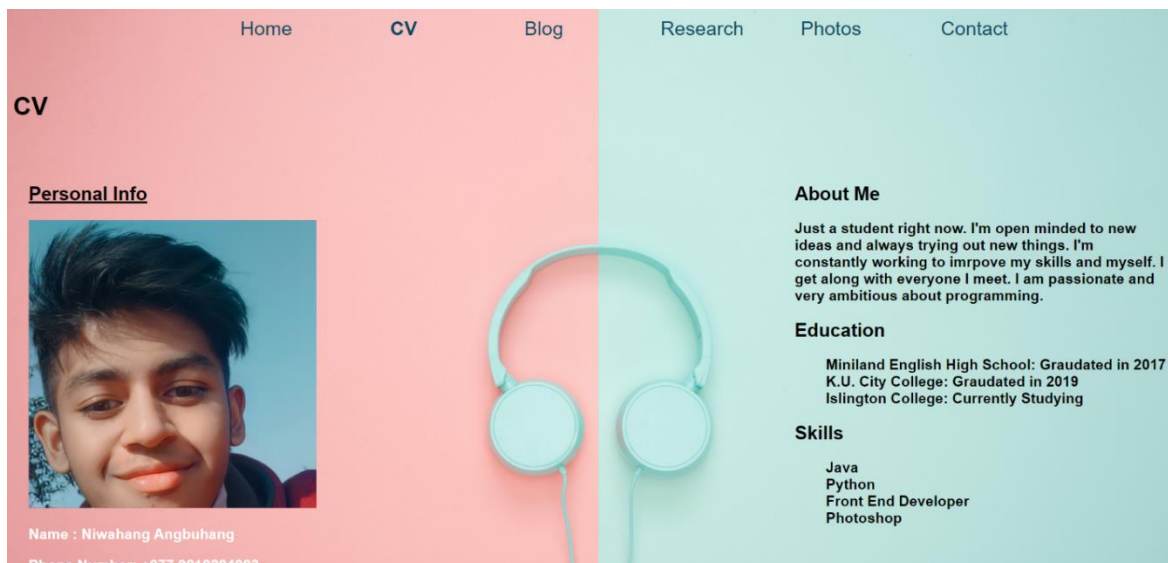 Home CV Blog Research Photos Contact
CV
Personal Info
Name : Niwahang Angbuhang
About Me
Just a student right now. I'm open minded to new
ideas and always trying out new things. I'm
constantly working to imrpove my skills and myself. I
get along with everyone I meet. I am passionate and
very ambitious about programming.
Education
Miniland English High School: Graudated in 2017
K.U. City College: Graudated in 2019
Islington College: Currently Studying
Skills
Java
Python
Front End Developer
Photoshop